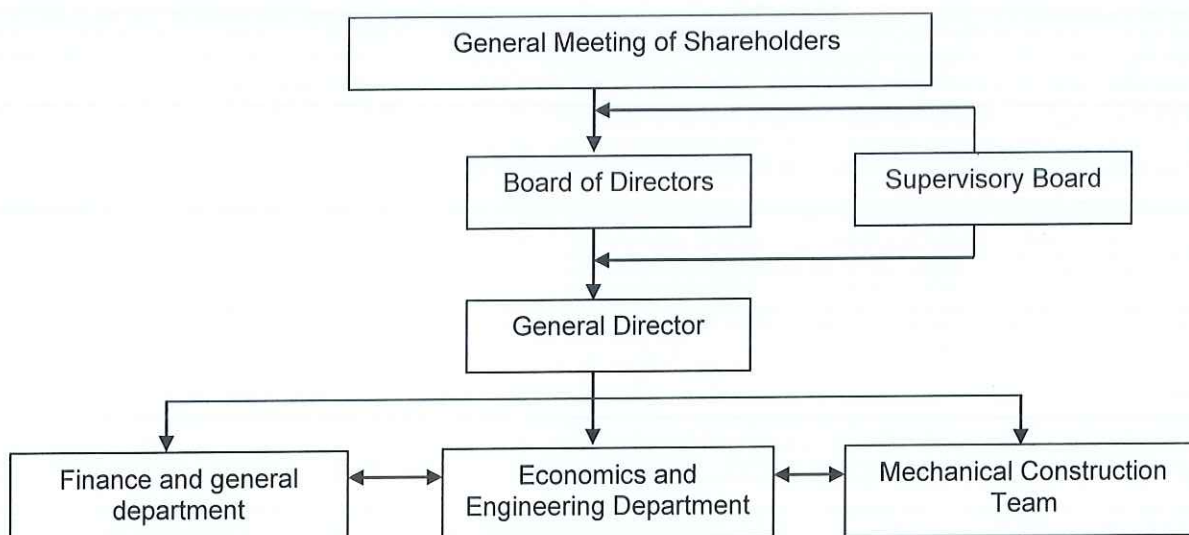 General Meeting of Shareholders
Board of Directors
Supervisory Board
General Director
Finance and general
department
Economics and
Engineering Department
Mechanical Construction
Team